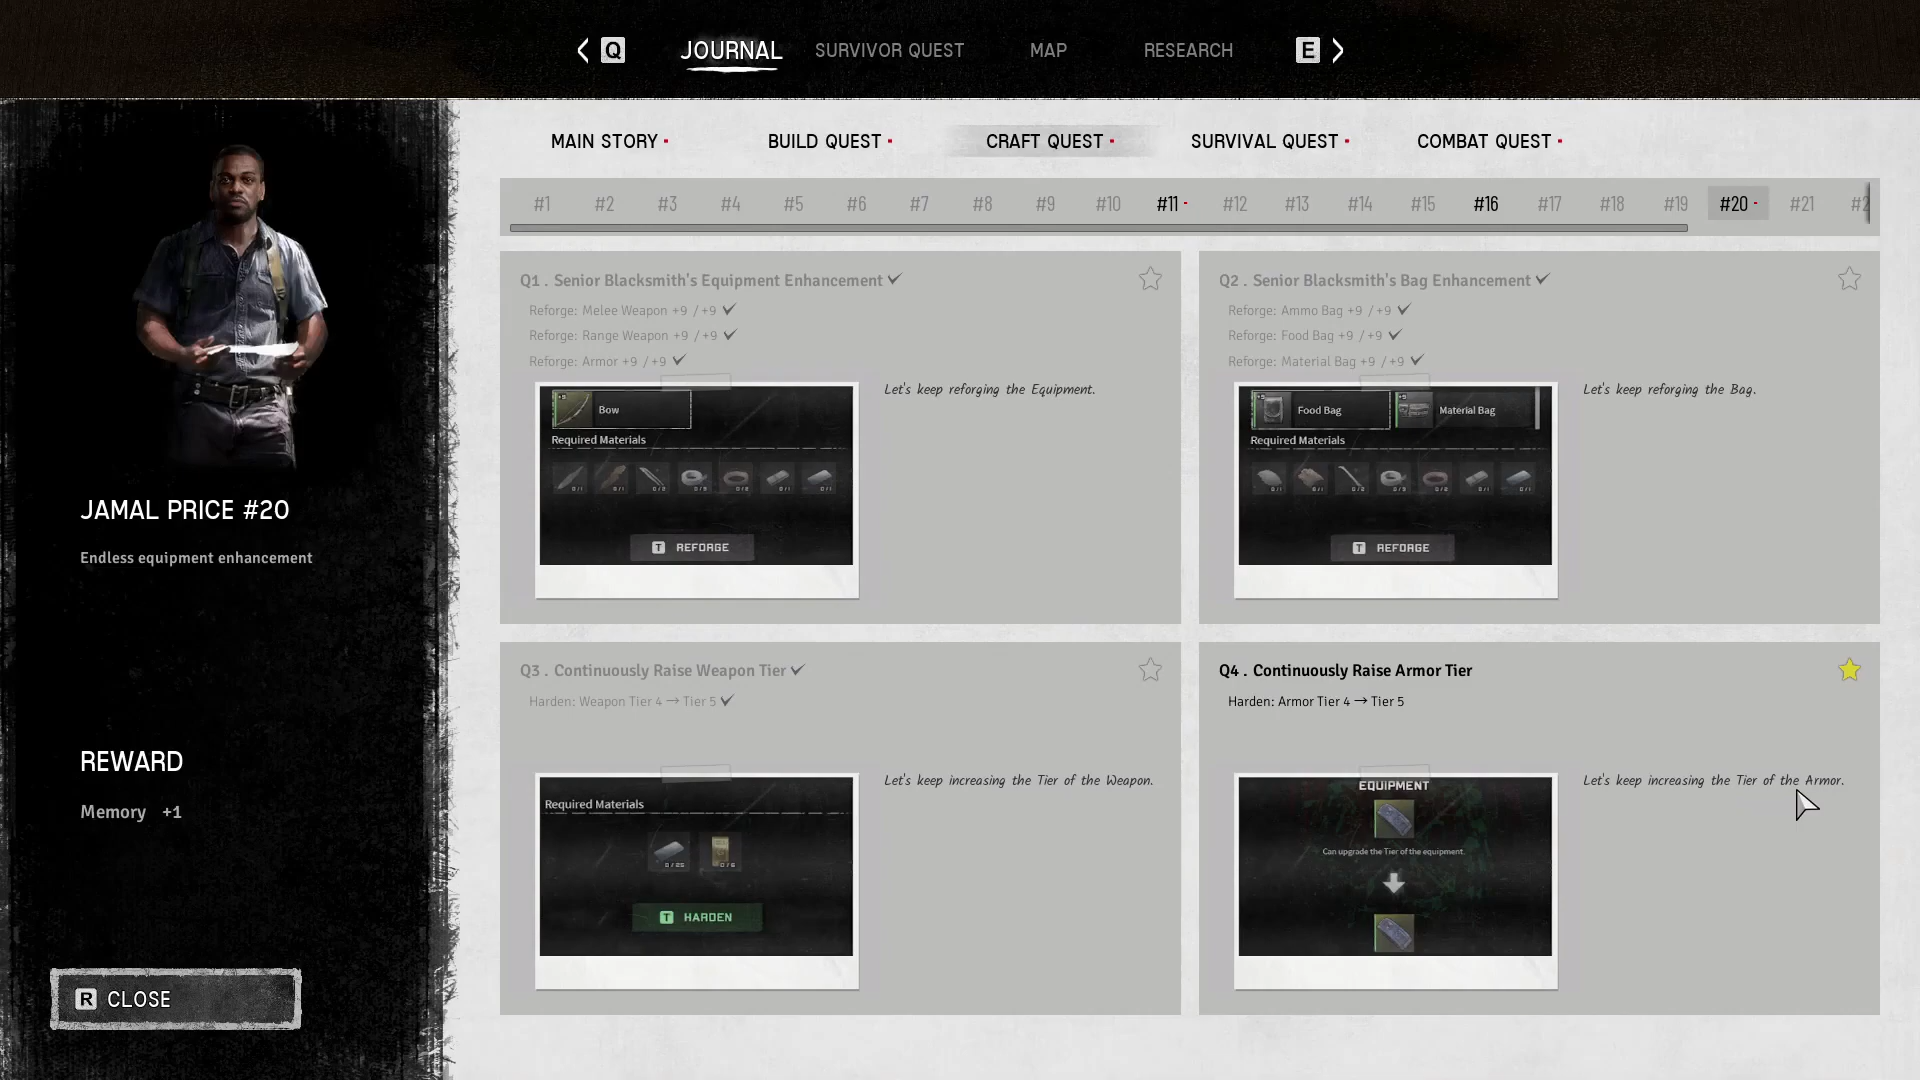 Q JOURNAL SURVIVOR QUEST MAP RESEARCH E
MAIN STORY BUILD QUEST CRAFT QUEST SURVIVAL QUEST COMBAT QUEST
#1 #2 #3 #4 #5 #6 #7 #8 #9 #10 #11 #12 #13 #14 #15 #16 #17 #18 #19 #20 #21
JAMAL PRICE #20
Endless equipment enhancement
REWARD
Memory +1
R CLOSE
Q1 . Senior Blacksmith's Equipment Enhancement
Reforge: Melee Weapon +9 / +9
Reforge: Range Weapon +9 / +9
Reforge: Armor +9 / +9
Let's keep reforging the Equipment.
Bow
Required Materials
T REFORGE
Q2 . Senior Blacksmith's Bag Enhancement
Reforge: Ammo Bag +9 / +9
Reforge: Food Bag +9 / +9
Reforge: Material Bag +9 / +9
Let's keep reforging the Bag.
Food Bag Material Bag
Required Materials
T REFORGE
Q3 . Continuously Raise Weapon Tier
Harden: Weapon Tier 4 → Tier 5
Let's keep increasing the Tier of the Weapon.
Required Materials
0 / 25 0 / 6
T HARDEN
Q4 . Continuously Raise Armor Tier
Harden: Armor Tier 4 → Tier 5
Let's keep increasing the Tier of the Armor.
EQUIPMENT
Can upgrade the Tier of the equipment.